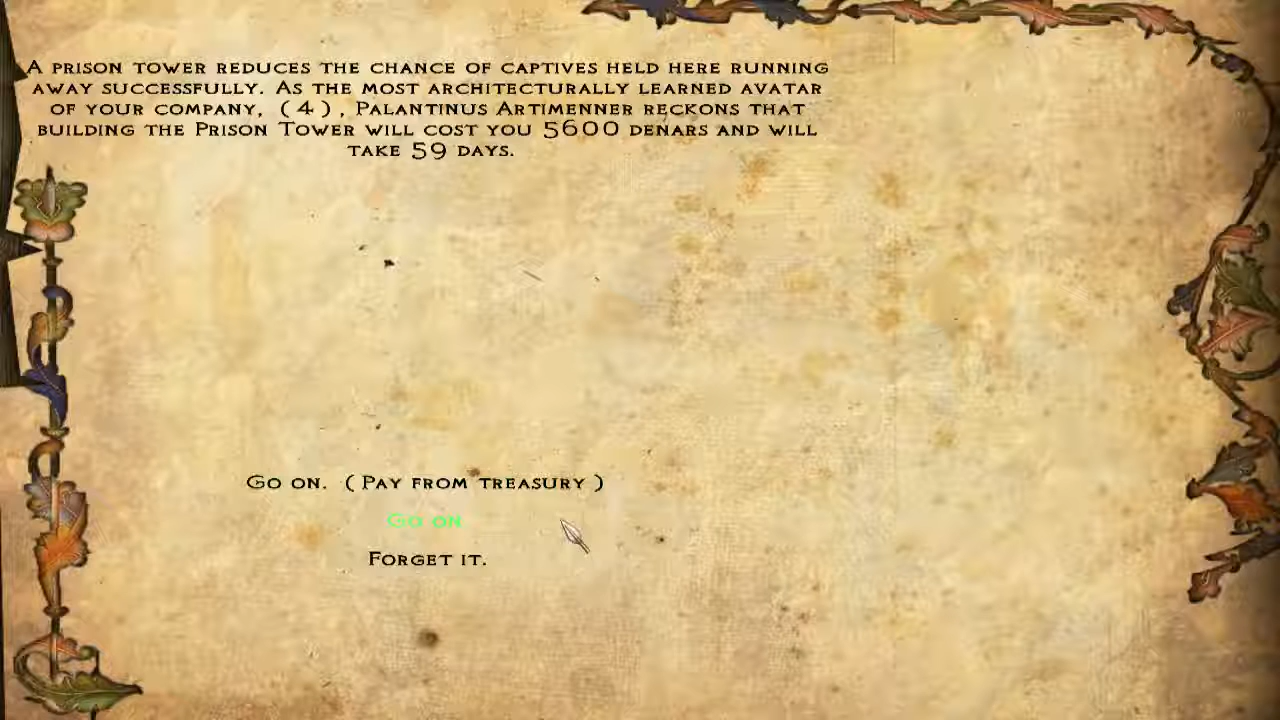 A prison tower reduces the chance of captives held here running
away successfully. As the most architecturally learned avatar
of your company, (4), Palantinus Artimenner reckons that
building the Prison Tower will cost you 5600 denars and will
take 59 days.
Go on. (Pay from treasury)
Go on
Forget it.